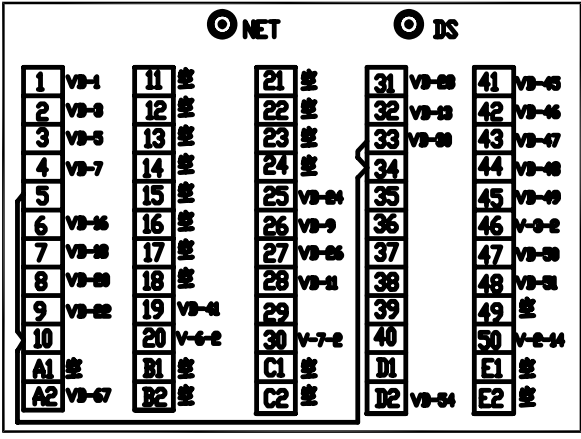 NET DS
1 VD-1 11 空 21 空 31 VD-28 41 VD-45
2 VD-3 12 空 22 空 32 VD-13 42 VD-46
3 VD-5 13 空 23 空 33 VD-30 43 VD-47
4 VD-7 14 空 24 空 34 44 VD-48
5 15 空 25 VD-24 35 45 VD-49
6 VD-16 16 空 26 VD-9 36 46 V-3-2
7 VD-18 17 空 27 VD-26 37 47 VD-50
8 VD-20 18 空 28 VD-11 38 48 VD-51
9 VD-22 19 VD-41 29 39 49 空
10 20 V-6-2 30 V-7-2 40 50 V-2-14
A1 空 B1 空 C1 空 D1 E1 空
A2 VD-67 B2 空 C2 空 D2 VD-54 E2 空